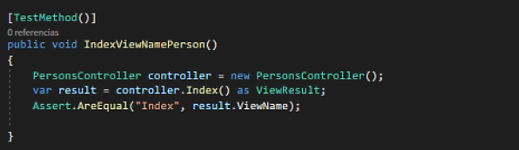 [TestMethod()]
0 referencias
public void IndexViewNamePerson()
{
PersonsController controller = new PersonsController();
var result = controller.Index() as ViewResult;
Assert.AreEqual("Index", result.ViewName);
}